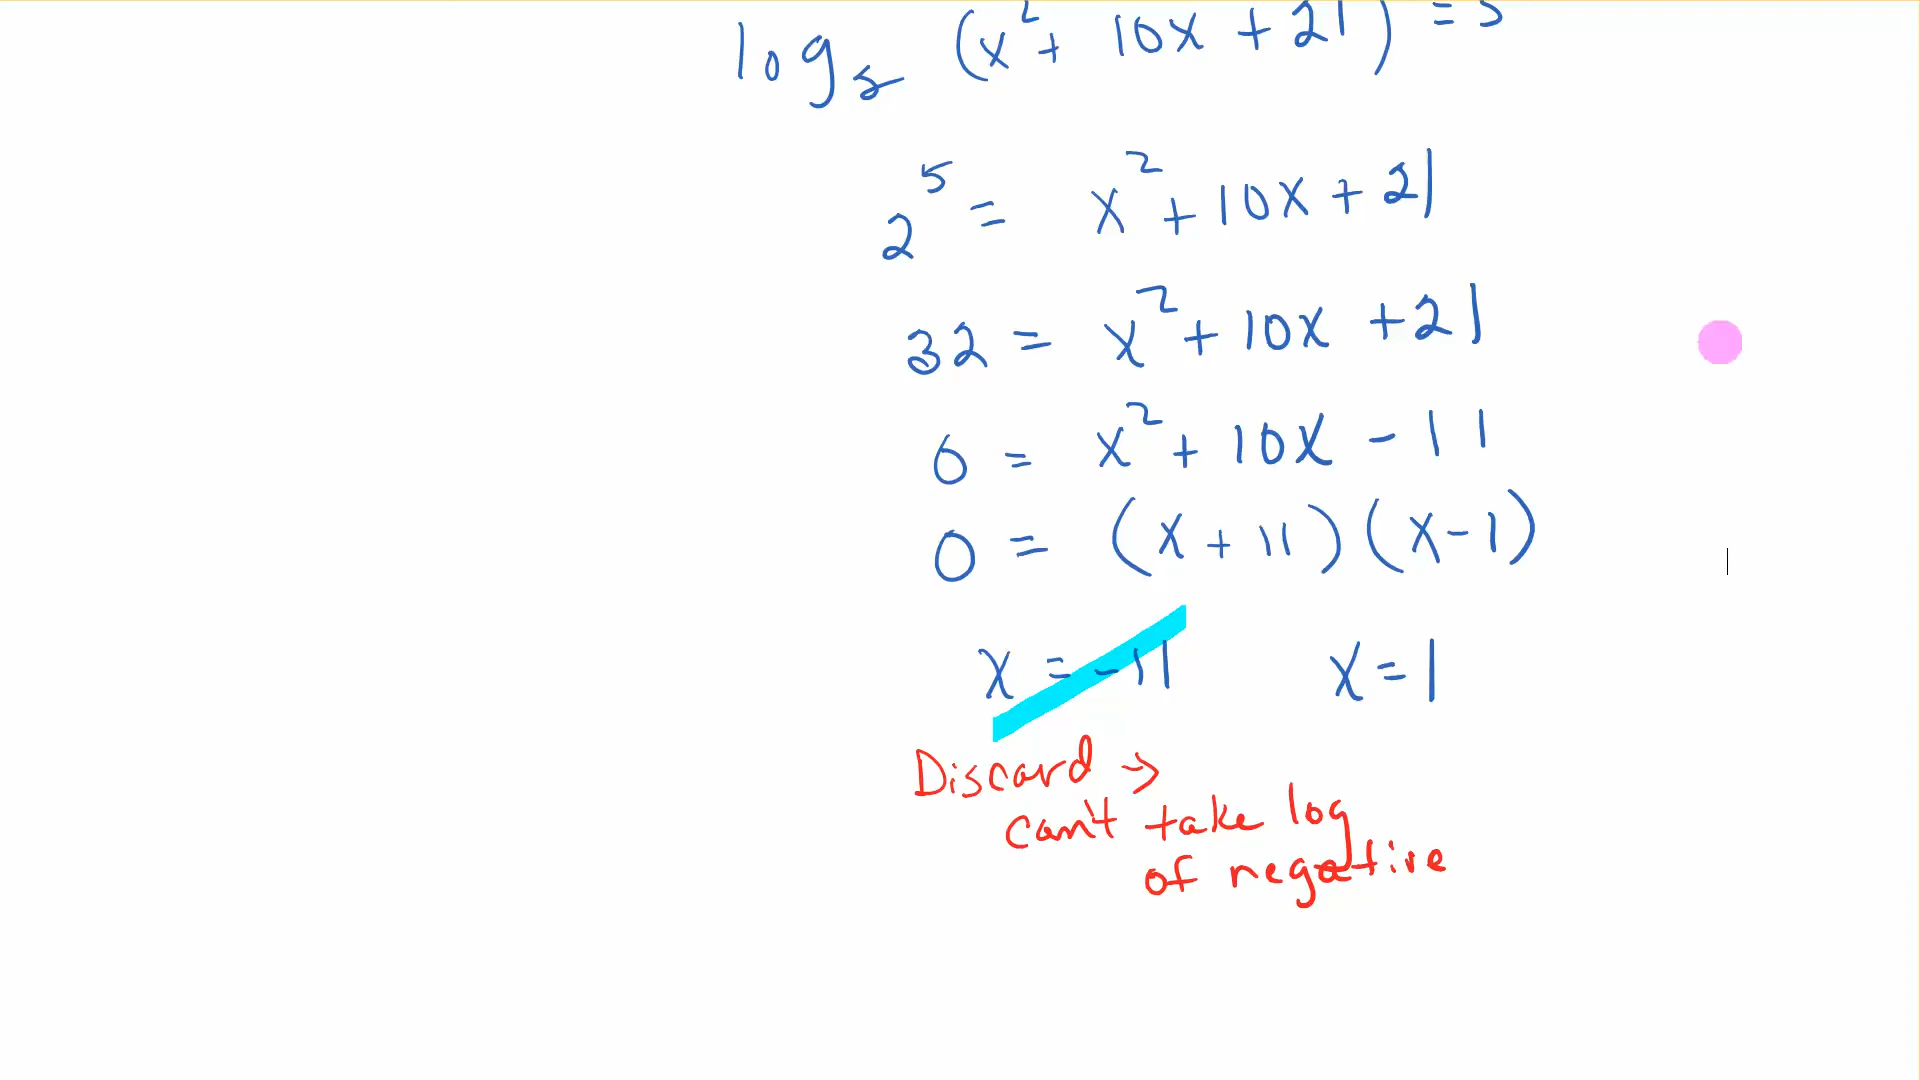 log₂ (x² + 10x + 21) = 5
2⁵ = x² + 10x + 21
32 = x² + 10x + 21
0 = x² + 10x - 11
0 = (x + 11)(x - 1)
x = -11 x = 1
Discard →
can't take log
of negative